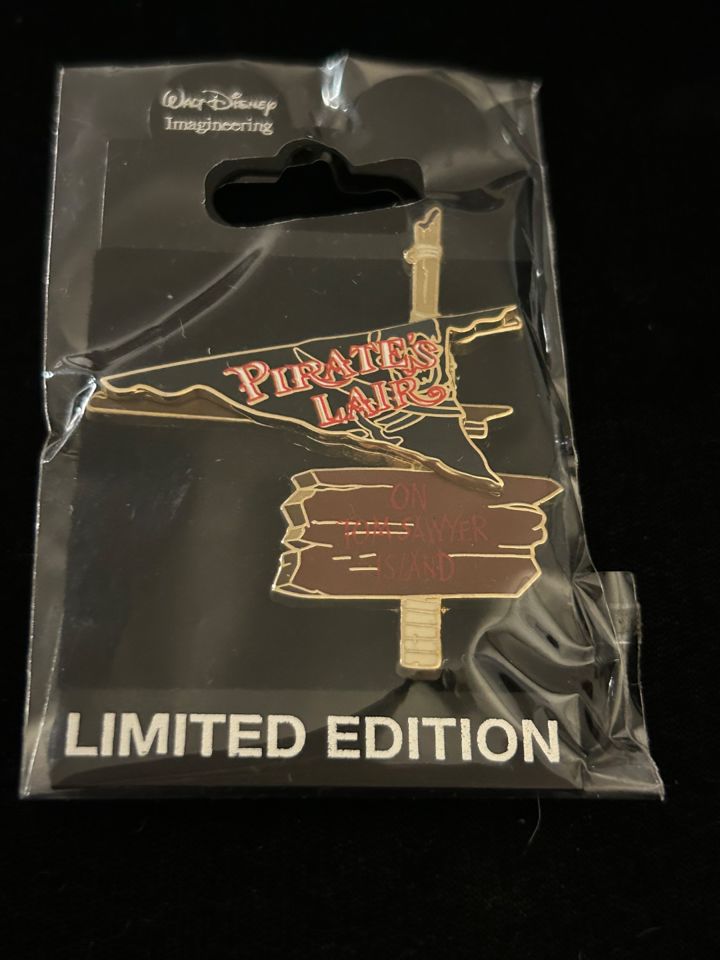 WALT DISNEY
Imagineering
PIRATE'S
LAIR
ON
TOM SAWYER
ISLAND
LIMITED EDITION